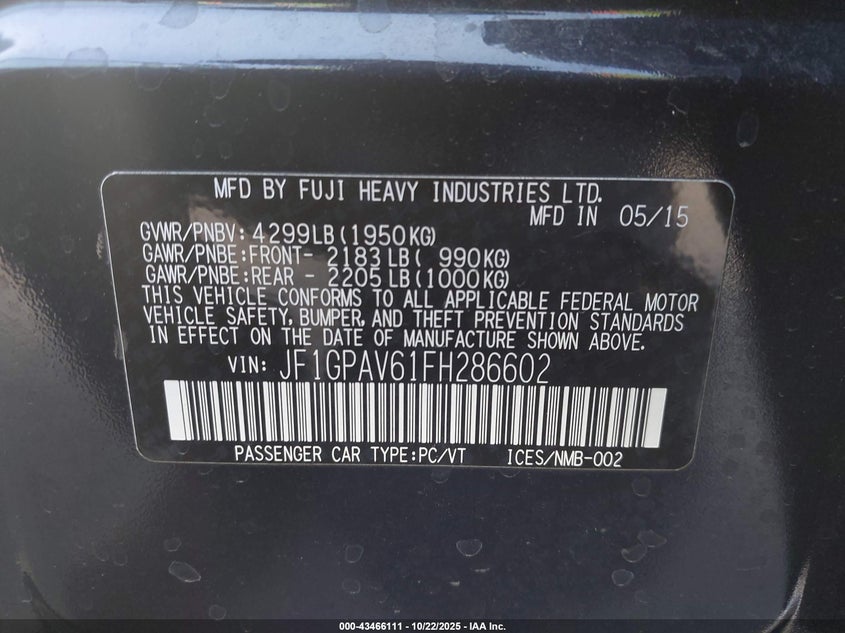 MFD BY FUJI HEAVY INDUSTRIES LTD.
MFD IN 05/15
GVWR/PNBV: 4299LB(1950KG)
GAWR/PNBE:FRONT- 2183LB( 990KG)
GAWR/PNBE:REAR - 2205LB(1000KG)
THIS VEHICLE CONFORMS TO ALL APPLICABLE FEDERAL MOTOR
VEHICLE SAFETY, BUMPER, AND THEFT PREVENTION STANDARDS
IN EFFECT ON THE DATE OF MANUFACTURE SHOWN ABOVE.
VIN: JF1GPAV61FH286602
PASSENGER CAR TYPE:PC/VT ICES/NMB-002
000-43466111 - 10/22/2025 - IAA Inc.